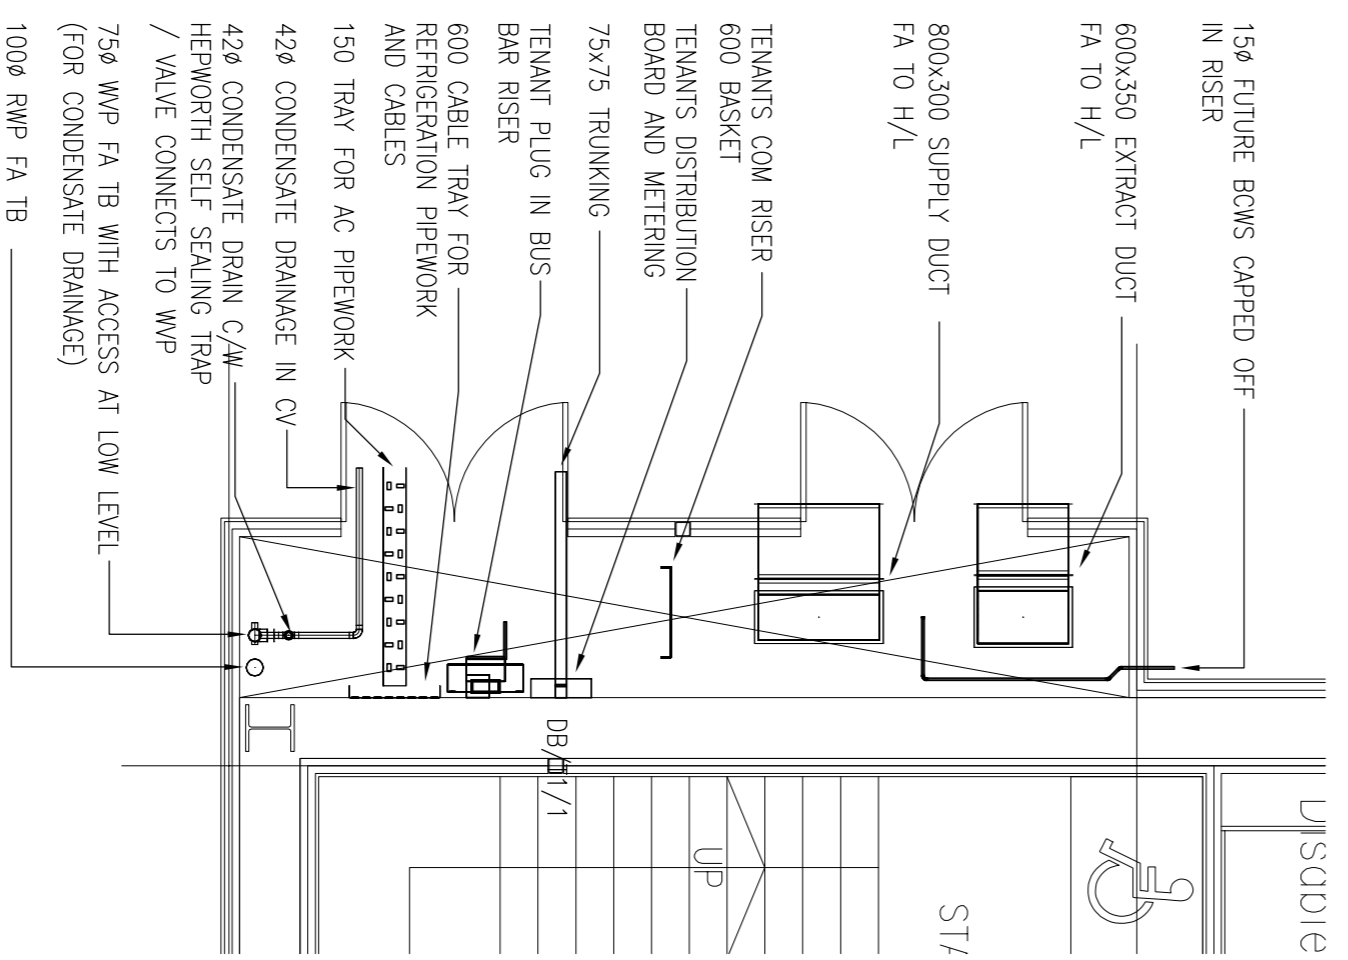 15ø FUTURE BCWS CAPPED OFF
IN RISER
600x350 EXTRACT DUCT
FA TO H/L
800x300 SUPPLY DUCT
FA TO H/L
TENANTS COM RISER
600 BASKET
TENANTS DISTRIBUTION
BOARD AND METERING
75x75 TRUNKING
TENANT PLUG IN BUS
BAR RISER
600 CABLE TRAY FOR
REFRIGERATION PIPEWORK
AND CABLES
150 TRAY FOR AC PIPEWORK
42ø CONDENSATE DRAINAGE IN CV
42ø CONDENSATE DRAIN C/W
HEPWORTH SELF SEALING TRAP
/ VALVE CONNECTS TO WVP
75ø WVP FA TB WITH ACCESS AT LOW LEVEL
(FOR CONDENSATE DRAINAGE)
100ø RWP FA TB
UP
STA